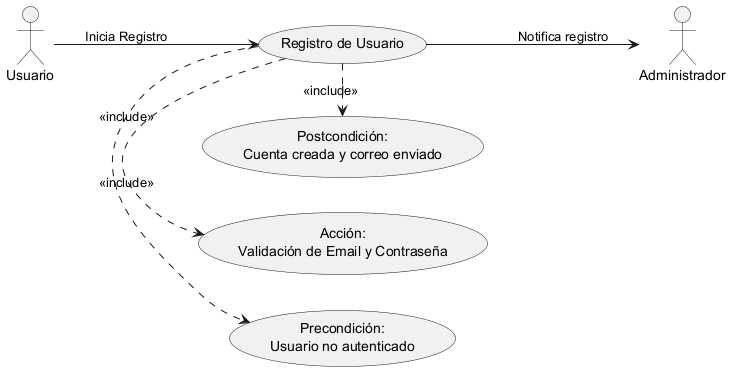 Inicia Registro
Notifica registro
Registro de Usuario
Usuario
Administrador
«include»
Postcondición:
Cuenta creada y correo enviado
«include»
«include»
Acción:
Validación de Email y Contraseña
Precondición:
Usuario no autenticado